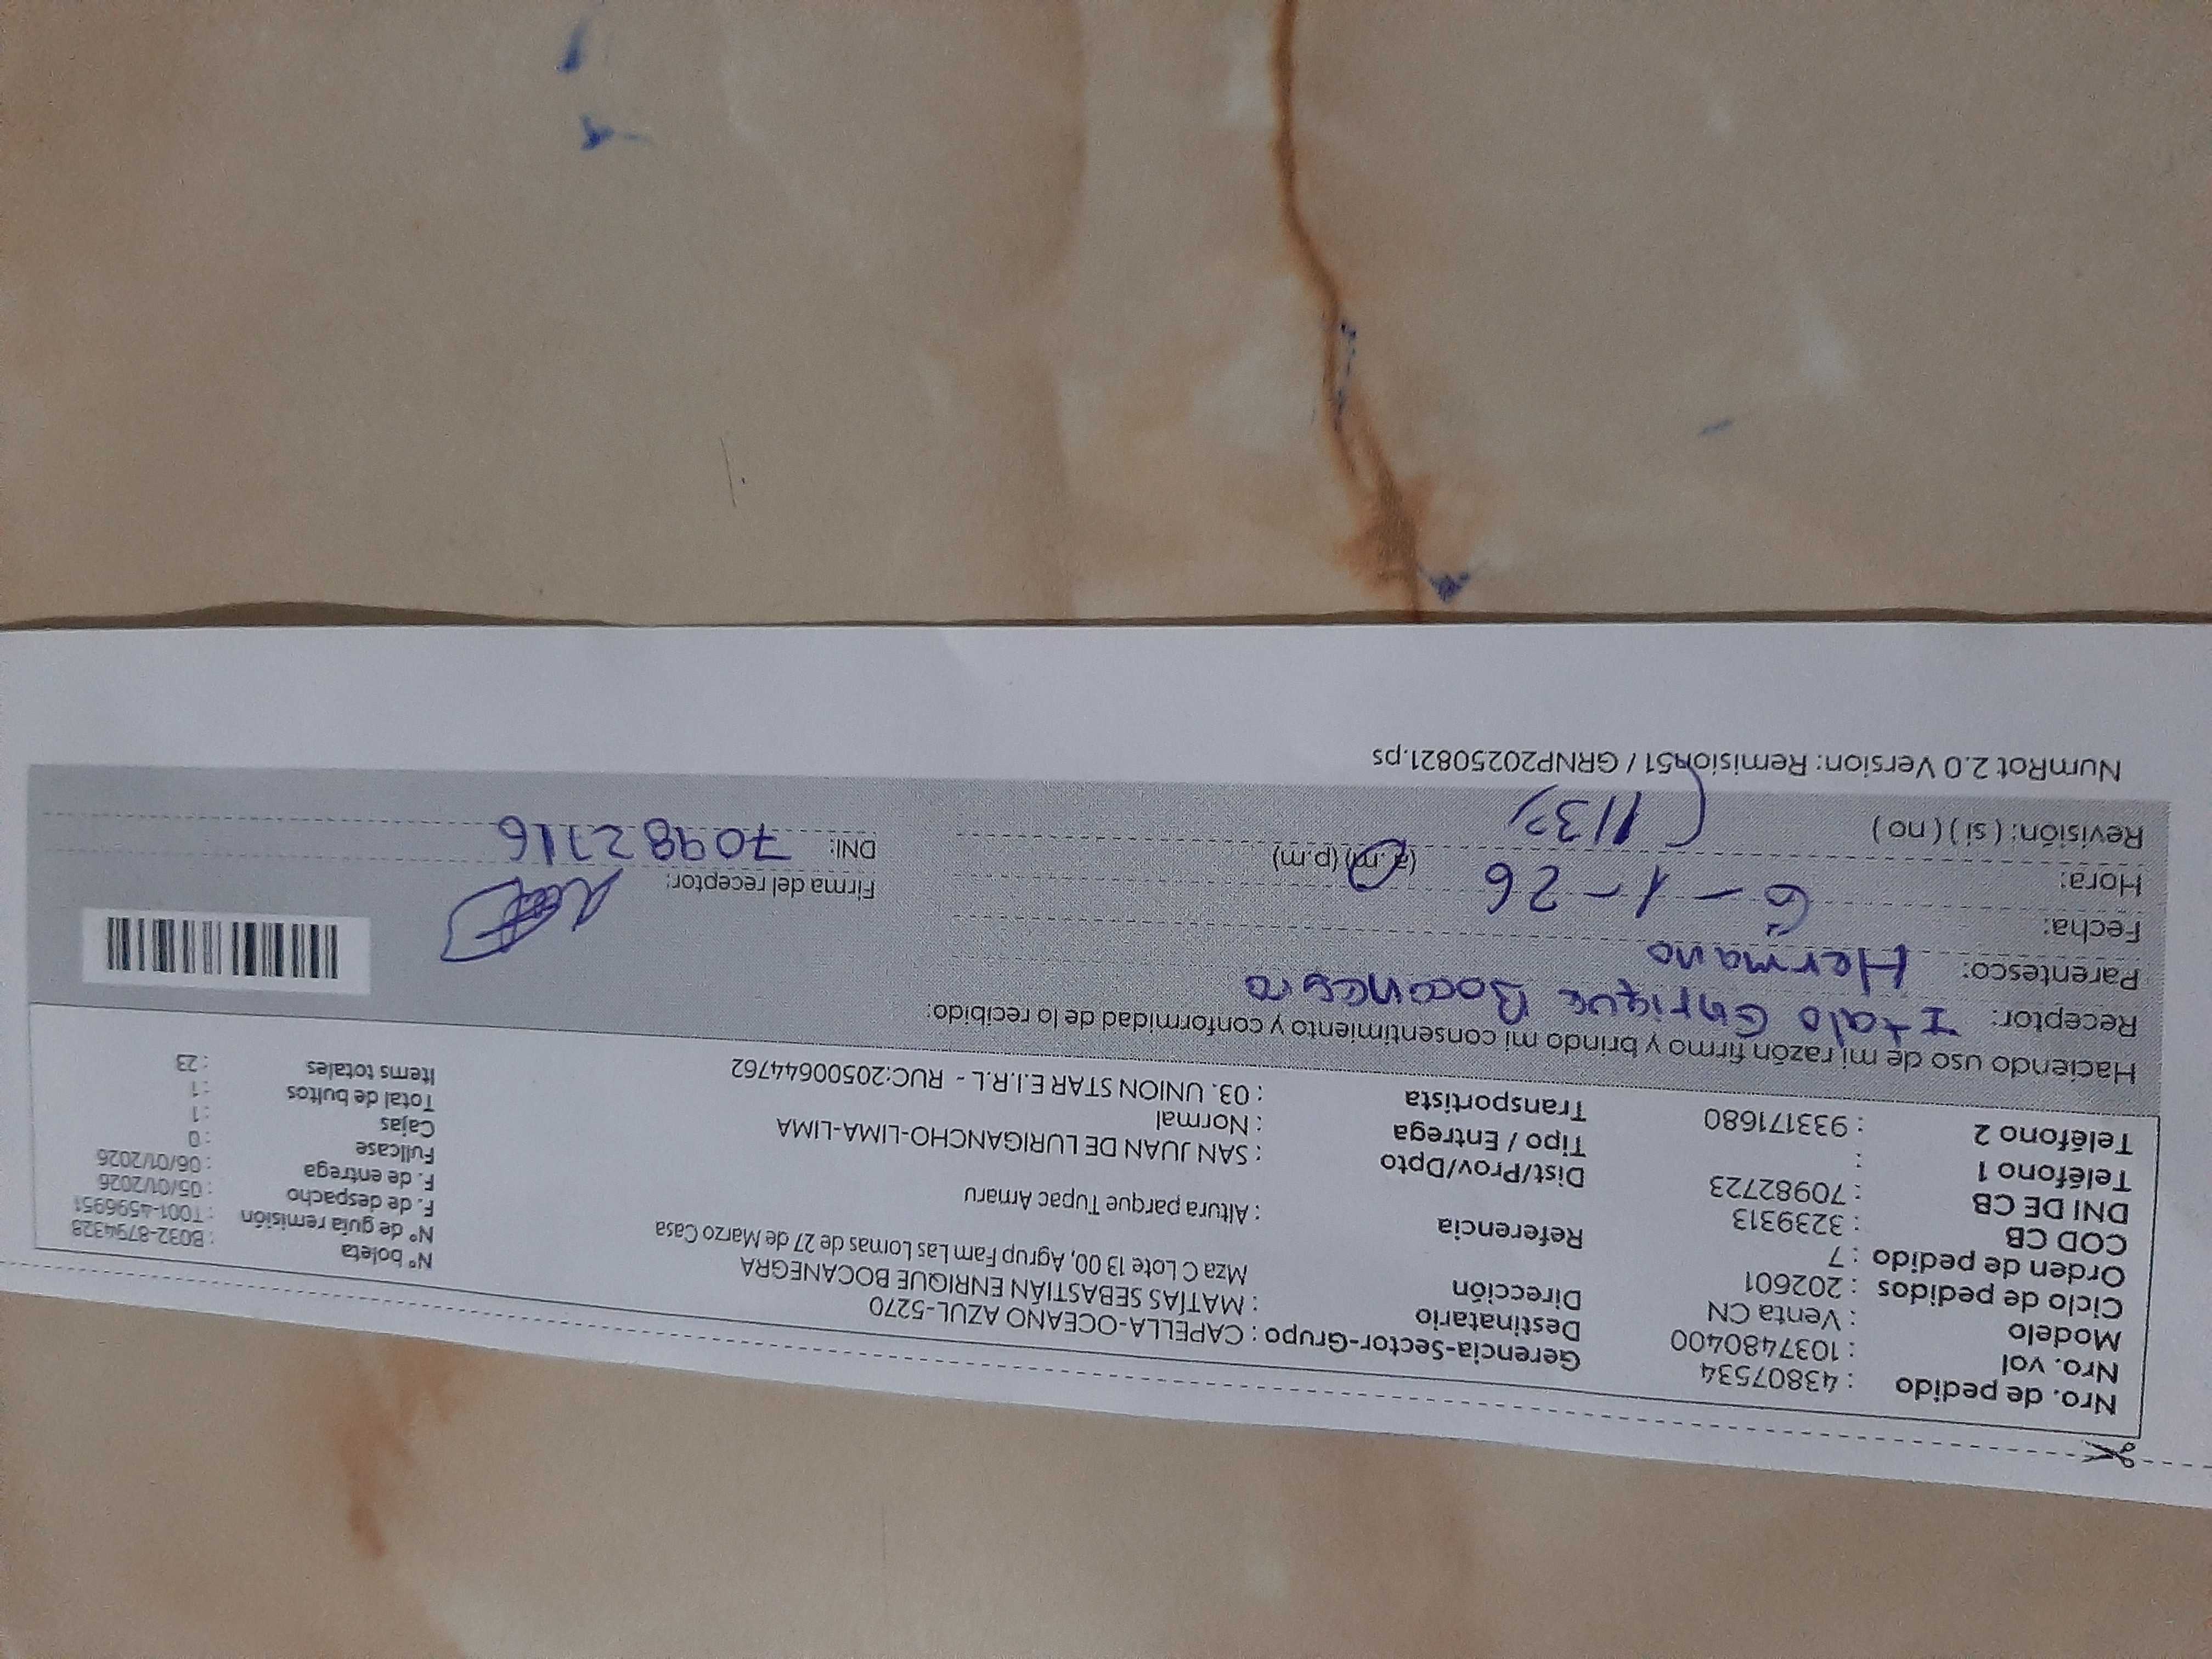 Nro. de pedido : 43807534
Nro. vol : 1037480400
Modelo : Venta CN
Ciclo de pedidos : 202601
Orden de pedido : 7
COD CB : 3239313
DNI DE CB : 70982723
Teléfono 1 :
Teléfono 2 : 933171680
Gerencia-Sector-Grupo : CAPELLA-OCEANO AZUL-5270
Destinatario : MATÍAS SEBASTIÁN ENRIQUE BOCANEGRA
Dirección
Mza C Lote 13 00, Agrup Fam Las Lomas de 27 de Marzo Casa
Referencia : Altura parque Tupac Amaru
Dist/Prov/Dpto : SAN JUAN DE LURIGANCHO-LIMA-LIMA
Tipo / Entrega : Normal
Transportista : 03. UNION STAR E.I.R.L - RUC:20500644762
N° boleta : B032-8794328
N° de guía remisión : T001-4596951
F. de despacho : 05/01/2026
F. de entrega : 06/01/2026
Fullcase : 0
Cajas : 1
Total de bultos : 1
Items totales : 23
Haciendo uso de mi razón firmo y brindo mi consentimiento y conformidad de lo recibido:
Receptor: Italo Enrique
Parentesco: Hermano
Fecha: 6-1-26
Hora: (a.m) (p.m)
Revisión: ( si ) ( no )
Firma del receptor:
DNI:
NumRot 2.0 Version: Remision51 / GRNP20250821.ps